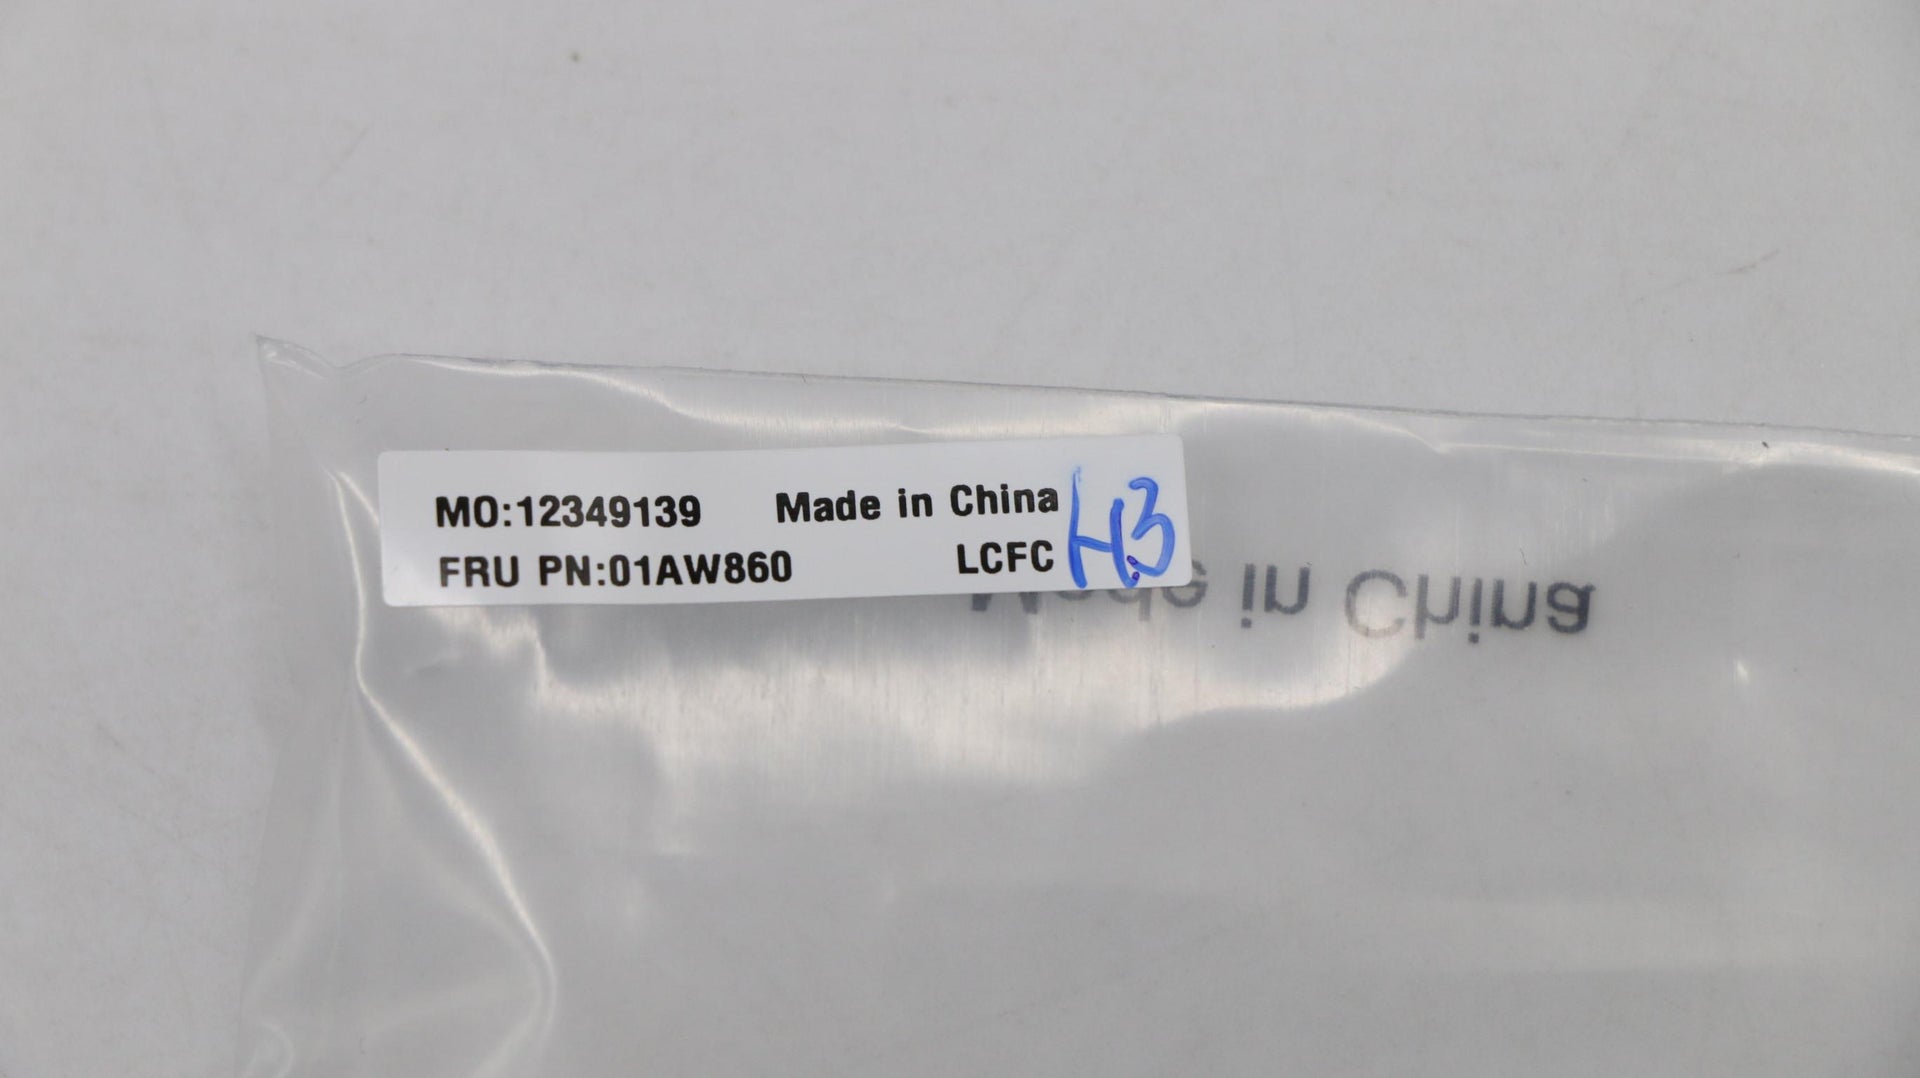 MO:12349139 Made in China
FRU PN:01AW860 LCFC
H3
Made in China